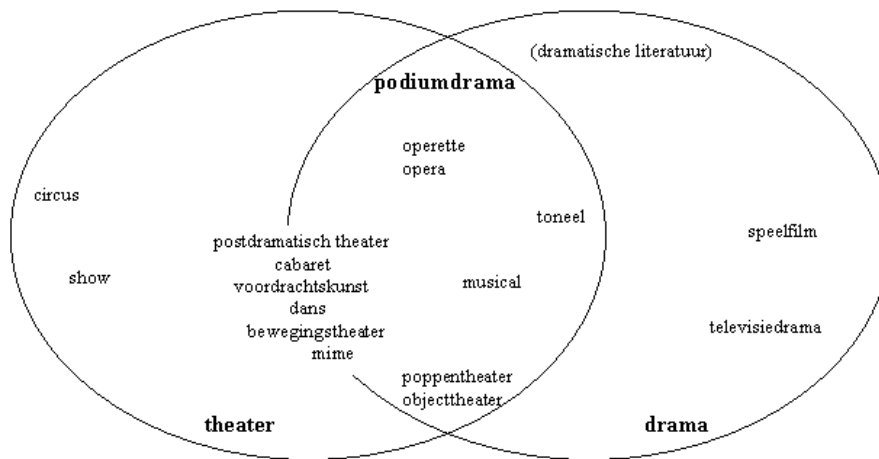 (dramatische literatuur)
podiumdrama
operette
opera
circus
toneel
speelfilm
postdramatisch theater
cabaret
show
musical
voordrachtskunst
dans
televisiedrama
bewegingstheater
mime
poppentheater
objecttheater
theater
drama